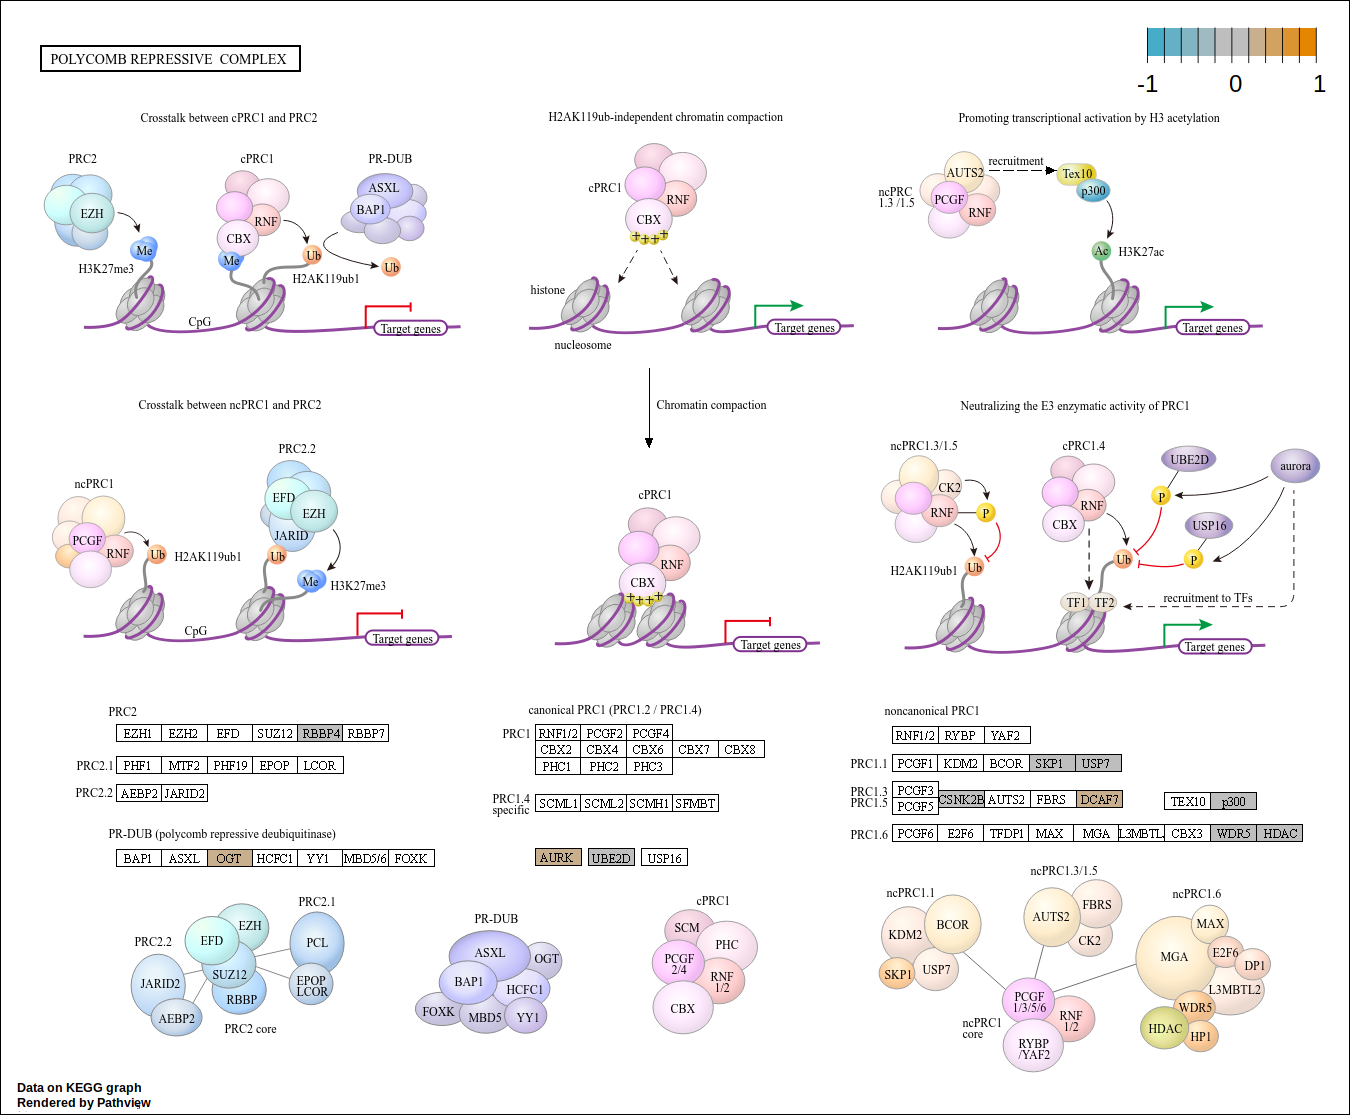 POLYCOMB REPRESSIVE COMPLEX
-1 0 1
Crosstalk between cPRC1 and PRC2
PRC2
cPRC1
PR-DUB
EZH
RNF
CBX
ASXL
BAP1
Me
Me
Ub
Ub
H3K27me3
H2AK119ub1
CpG
Target genes
H2AK119ub-independent chromatin compaction
cPRC1
RNF
CBX
++++
histone
nucleosome
Target genes
Promoting transcriptional activation by H3 acetylation
ncPRC
1.3 /1.5
AUTS2
PCGF
RNF
recruitment
Tex10
p300
Ac
H3K27ac
Target genes
Crosstalk between ncPRC1 and PRC2
ncPRC1
PCGF
RNF
Ub
H2AK119ub1
PRC2.2
EFD
EZH
JARID
Ub
Me
H3K27me3
CpG
Target genes
Chromatin compaction
cPRC1
RNF
CBX
++++
Target genes
Neutralizing the E3 enzymatic activity of PRC1
ncPRC1.3/1.5
CK2
RNF
P
H2AK119ub1
Ub
cPRC1.4
RNF
CBX
UBE2D
P
aurora
USP16
P
Ub
TF1
TF2
recruitment to TFs
Target genes
PRC2
EZH1 EZH2 EFD SUZ12 RBBP4 RBBP7
PRC2.1 PHF1 MTF2 PHF19 EPOP LCOR
PRC2.2 AEBP2 JARID2
PR-DUB (polycomb repressive deubiquitinase)
BAP1 ASXL OGT HCFC1 YY1 MBD5/6 FOXK
canonical PRC1 (PRC1.2 / PRC1.4)
PRC1 RNF1/2 PCGF2 PCGF4
CBX2 CBX4 CBX6 CBX7 CBX8
PHC1 PHC2 PHC3
PRC1.4
specific
SCML1 SCML2 SCMH1 SFMBT
AURK UBE2D USP16
noncanonical PRC1
RNF1/2 RYBP YAF2
PRC1.1 PCGF1 KDM2 BCOR SKP1 USP7
PRC1.3 PCGF3
PRC1.5 PCGF5
CSNK2B AUTS2 FBRS DCAF7
TEX10 p300
PRC1.6 PCGF6 E2F6 TFDP1 MAX MGA L3MBTL CBX3 WDR5 HDAC
PRC2.1
PRC2.2
EZH
EFD
PCL
SUZ12
JARID2
RBBP
EPOP
LCOR
AEBP2
PRC2 core
PR-DUB
ASXL
OGT
BAP1
HCFC1
FOXK
MBD5
YY1
cPRC1
SCM
PHC
PCGF
2/4
RNF
1/2
CBX
ncPRC1.1
KDM2
BCOR
SKP1
USP7
ncPRC1.3/1.5
AUTS2
FBRS
CK2
ncPRC1.6
MAX
MGA
E2F6
DP1
L3MBTL2
WDR5
HDAC
HP1
PCGF
1/3/5/6
RNF
1/2
ncPRC1
core
RYBP
/YAF2
Data on KEGG graph
Rendered by Pathview